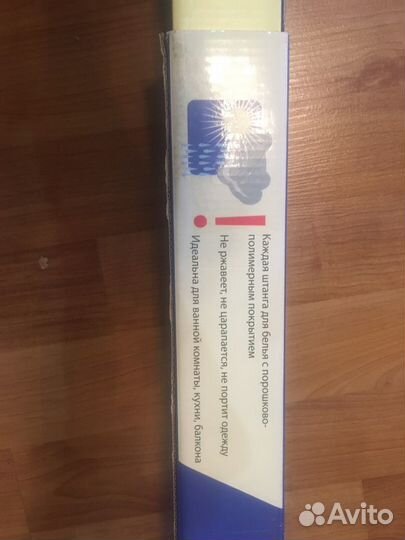 Каждая штанга для белья с порошково-
полимерным покрытием
Не ржавеет, не царапается, не портит одежду
Идеальна для ванной комнаты, кухни, балкона
!
Avito